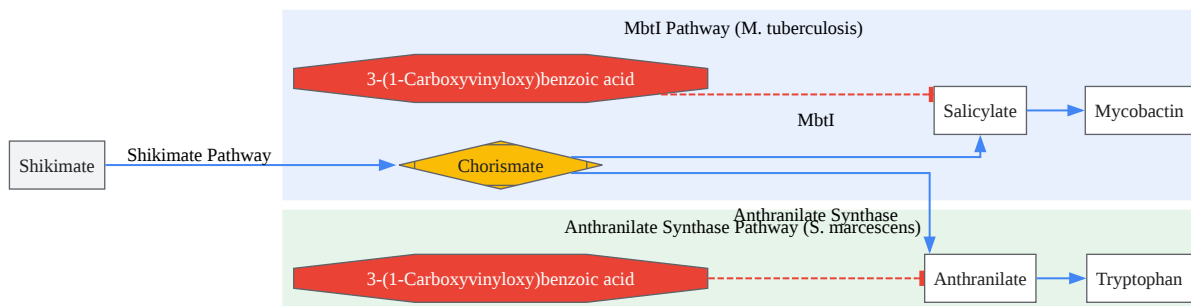 MbtI Pathway (M. tuberculosis)
3-(1-Carboxyvinyloxy)benzoic acid
Salicylate
Mycobactin
MbtI
Shikimate
Shikimate Pathway
Chorismate
Anthranilate Synthase
Anthranilate Synthase Pathway (S. marcescens)
3-(1-Carboxyvinyloxy)benzoic acid
Anthranilate
Tryptophan